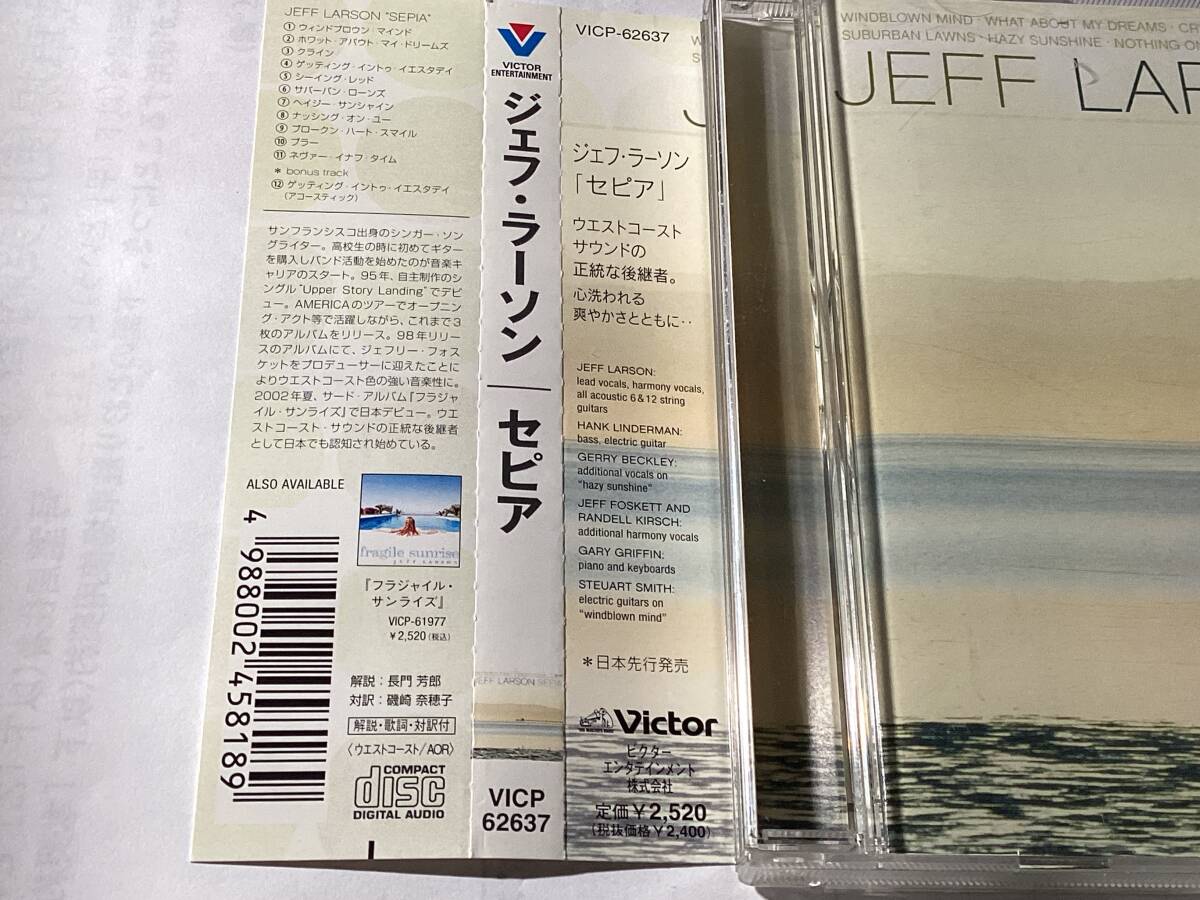 JEFF LARSON "SEPIA"
①ウィンドブロウン・マインド
②ホワット・アバウト・マイ・ドリームズ
③クライン
④ゲッティング・イントゥ・イエスタデイ
⑤シーイング・レッド
⑥サバーバン・ローンズ
⑦ヘイジー・サンシャイン
⑧ナッシング・オン・ユー
⑨ブロークン・ハート・スマイル
⑩ブラー
⑪ネヴァー・イナフ・タイム
* bonus track
⑫ゲッティング・イントゥ・イエスタデイ
(アコースティック)
サンフランシスコ出身のシンガー・ソン
グライター。高校生の時に初めてギター
を購入しバンド活動を始めたのが音楽キ
ャリアのスタート。95年、自主制作のシ
ングル"Upper Story Landing"でデビ
ュー。AMERICAのツアーでオープニン
グ・アクト等で活躍しながら、これまで3
枚のアルバムをリリース。98年リリー
スのアルバムにて、ジェフリー・フォス
ケットをプロデューサーに迎えたことに
よりウエストコースト色の強い音楽性に。
2002年夏、サード・アルバム『フラジャ
イル・サンライズ』で日本デビュー。ウエ
ストコースト・サウンドの正統な後継者
として日本でも認知され始めている。
ALSO AVAILABLE
fragile sunrise
JEFF LARSON
『フラジャイル・
サンライズ』
VICP-61977
¥2,520(税込)
4 988002 458189
解説:長門 芳郎
対訳:磯崎 奈穂子
解説・歌詞・対訳付
〈ウエストコースト/AOR〉
COMPACT
disc
DIGITAL AUDIO
VICTOR
ENTERTAINMENT
ジェフ・ラーソン
セピア
JEFF LARSON SEPIA
VICP
62637
VICP-62637
ジェフ・ラーソン
「セピア」
ウエストコースト
サウンドの
正統な後継者。
心洗われる
爽やかさとともに‥
JEFF LARSON:
lead vocals, harmony vocals,
all acoustic 6 & 12 string
guitars
HANK LINDERMAN:
bass, electric guitar
GERRY BECKLEY:
additional vocals on
"hazy sunshine"
JEFF FOSKETT AND
RANDELL KIRSCH:
additional harmony vocals
GARY GRIFFIN:
piano and keyboards
STEUART SMITH:
electric guitars on
"windblown mind"
*日本先行発売
Victor
ビクター
エンタテインメント
株式会社
定価¥2,520
(税抜価格¥2,400)
WINDBLOWN MIND · WHAT ABOUT MY DREAMS · CR
SUBURBAN LAWNS · HAZY SUNSHINE · NOTHING ON
JEFF LAR